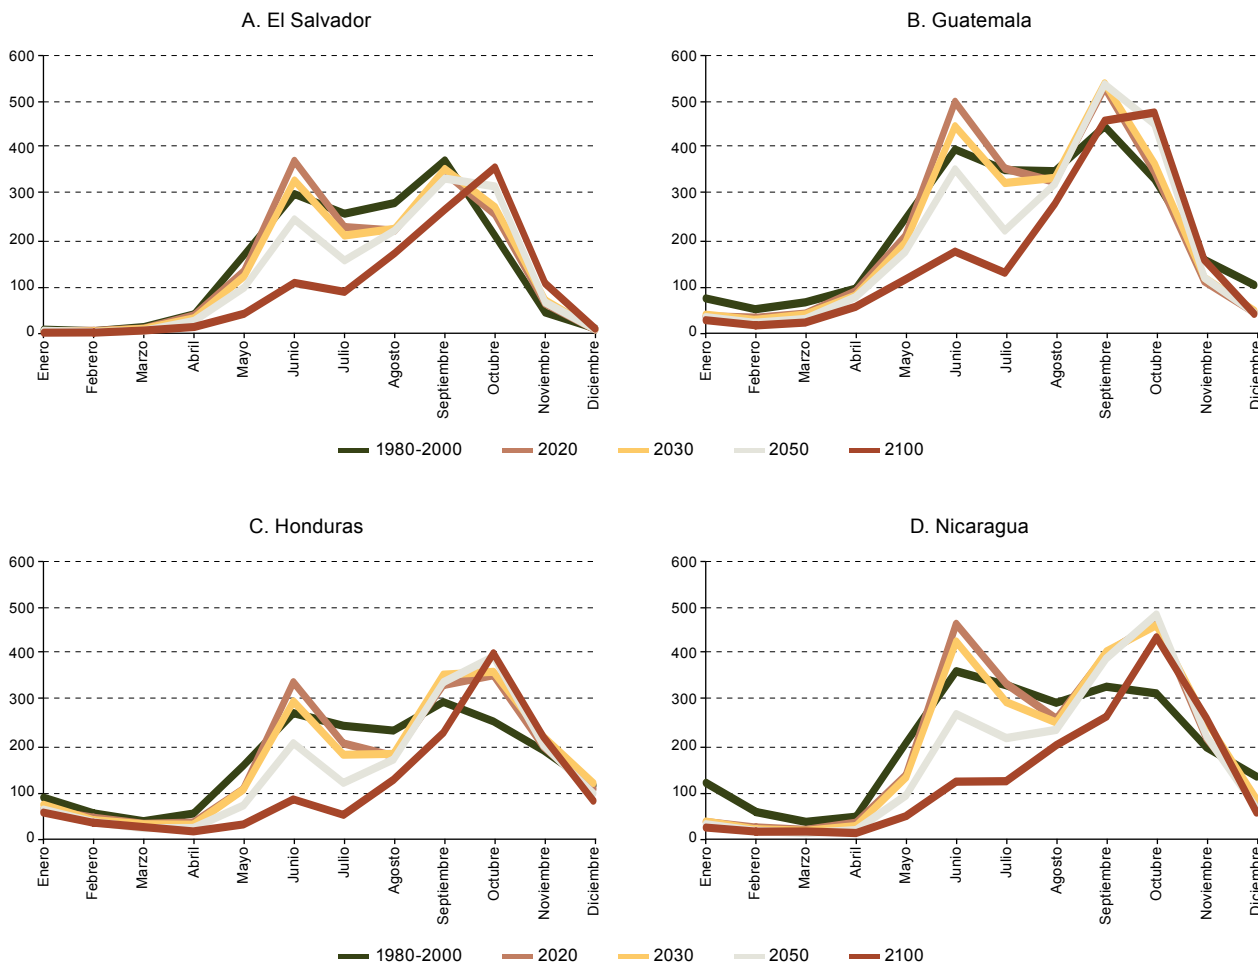 A. El Salvador
600
500
400
300
200
100
0
Enero
Febrero
Marzo
Abril
Mayo
Junio
Julio
Agosto
Septiembre
Octubre
Noviembre
Diciembre
B. Guatemala
600
500
400
300
200
100
0
Enero
Febrero
Marzo
Abril
Mayo
Junio
Julio
Agosto
Septiembre
Octubre
Noviembre
Diciembre
1980-2000 2020 2030 2050 2100
C. Honduras
600
500
400
300
200
100
0
Enero
Febrero
Marzo
Abril
Mayo
Junio
Julio
Agosto
Septiembre
Octubre
Noviembre
Diciembre
D. Nicaragua
600
500
400
300
200
100
0
Enero
Febrero
Marzo
Abril
Mayo
Junio
Julio
Agosto
Septiembre
Octubre
Noviembre
Diciembre
1980-2000 2020 2030 2050 2100